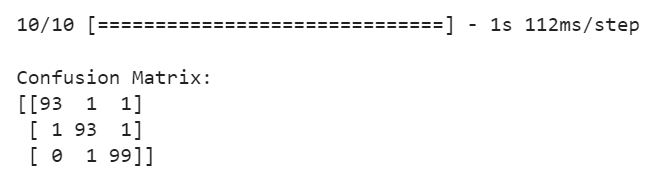 10/10 [==============================] - 1s 112ms/step
Confusion Matrix:
[[93  1  1]
 [ 1 93  1]
 [ 0  1 99]]